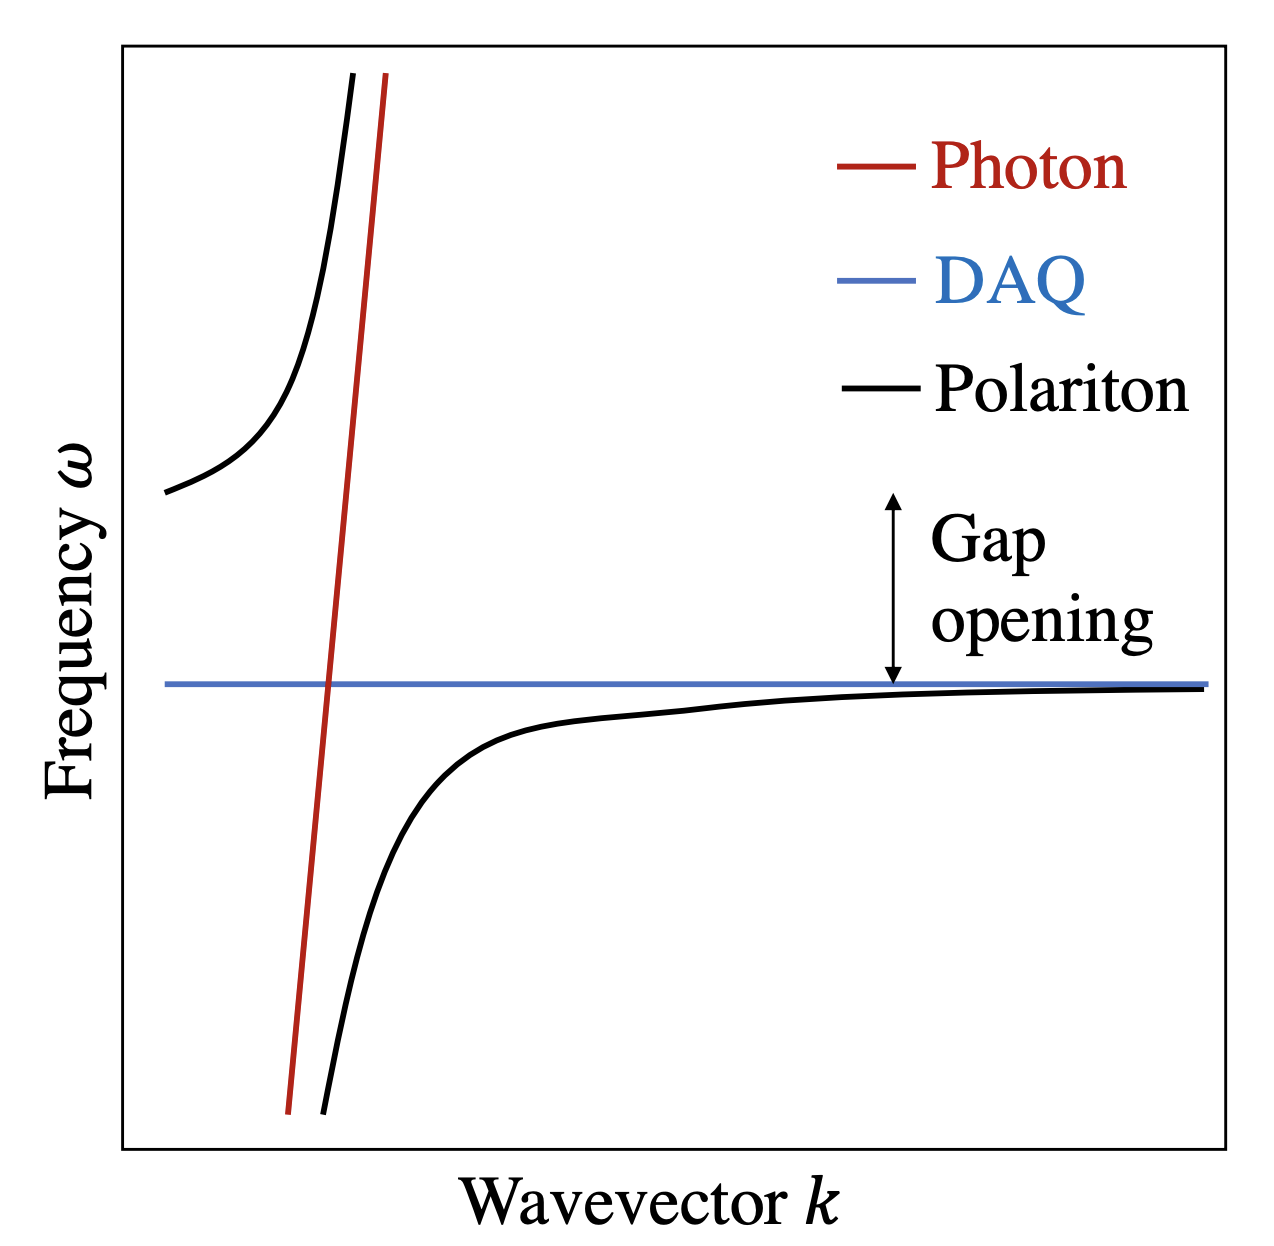 Photon
DAQ
Polariton
Gap
opening
Frequency ω
Wavevector k